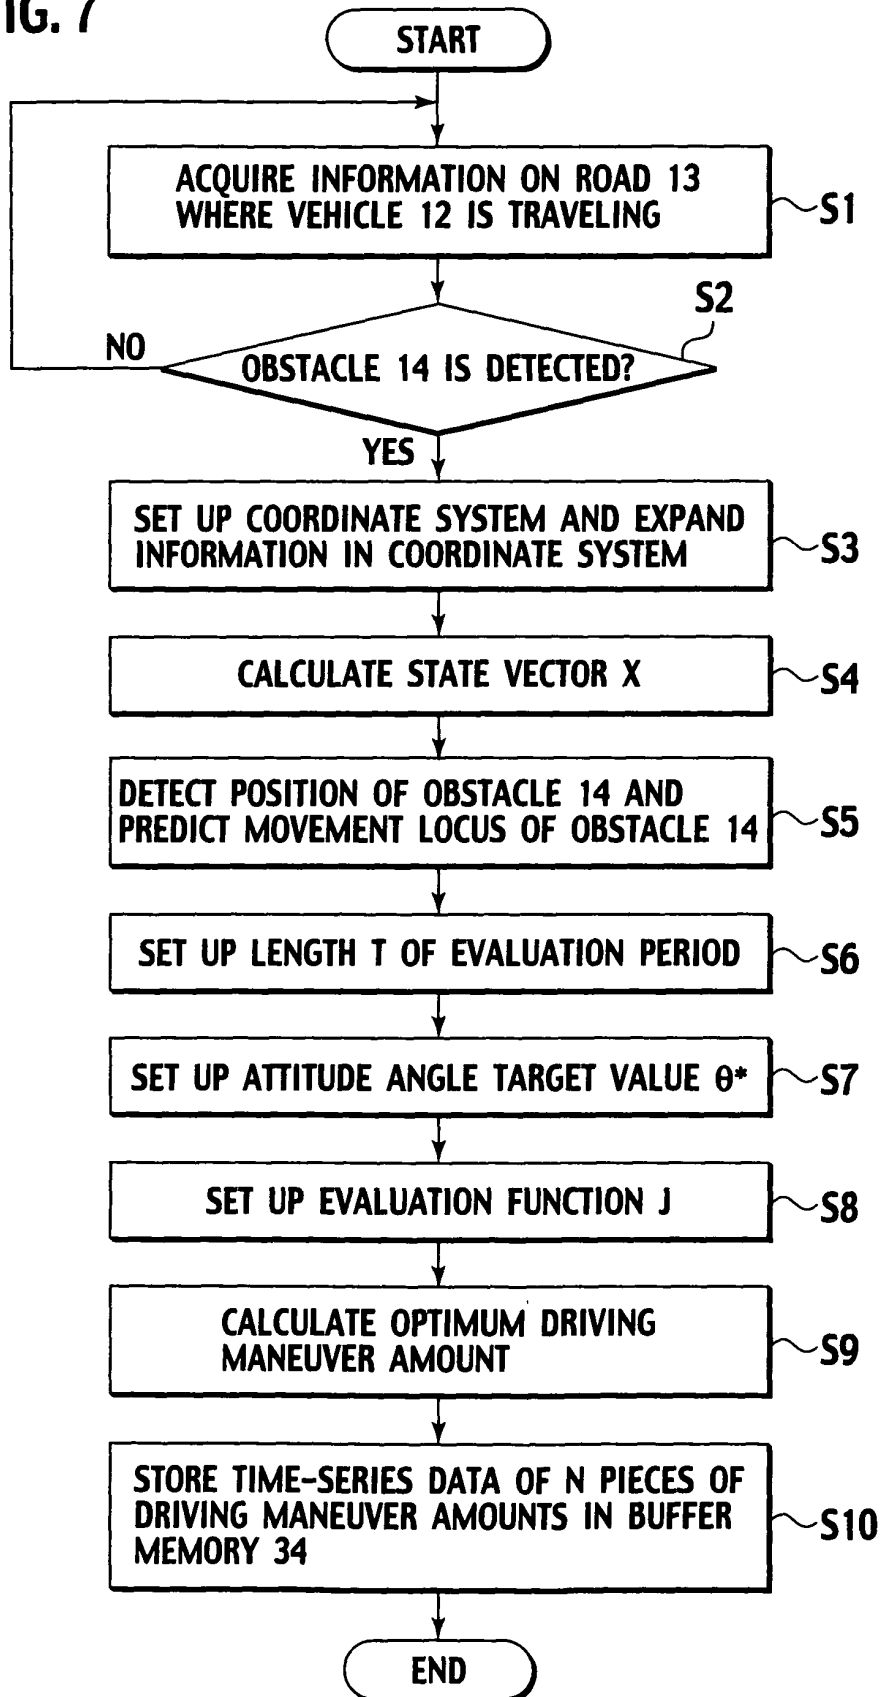 FIG. 7
START
ACQUIRE INFORMATION ON ROAD 13
WHERE VEHICLE 12 IS TRAVELING
S1
S2
NO
OBSTACLE 14 IS DETECTED?
YES
SET UP COORDINATE SYSTEM AND EXPAND
INFORMATION IN COORDINATE SYSTEM
S3
CALCULATE STATE VECTOR X
S4
DETECT POSITION OF OBSTACLE 14 AND
PREDICT MOVEMENT LOCUS OF OBSTACLE 14
S5
SET UP LENGTH T OF EVALUATION PERIOD
S6
SET UP ATTITUDE ANGLE TARGET VALUE θ*
S7
SET UP EVALUATION FUNCTION J
S8
CALCULATE OPTIMUM DRIVING
MANEUVER AMOUNT
S9
STORE TIME-SERIES DATA OF N PIECES OF
DRIVING MANEUVER AMOUNTS IN BUFFER
MEMORY 34
S10
END